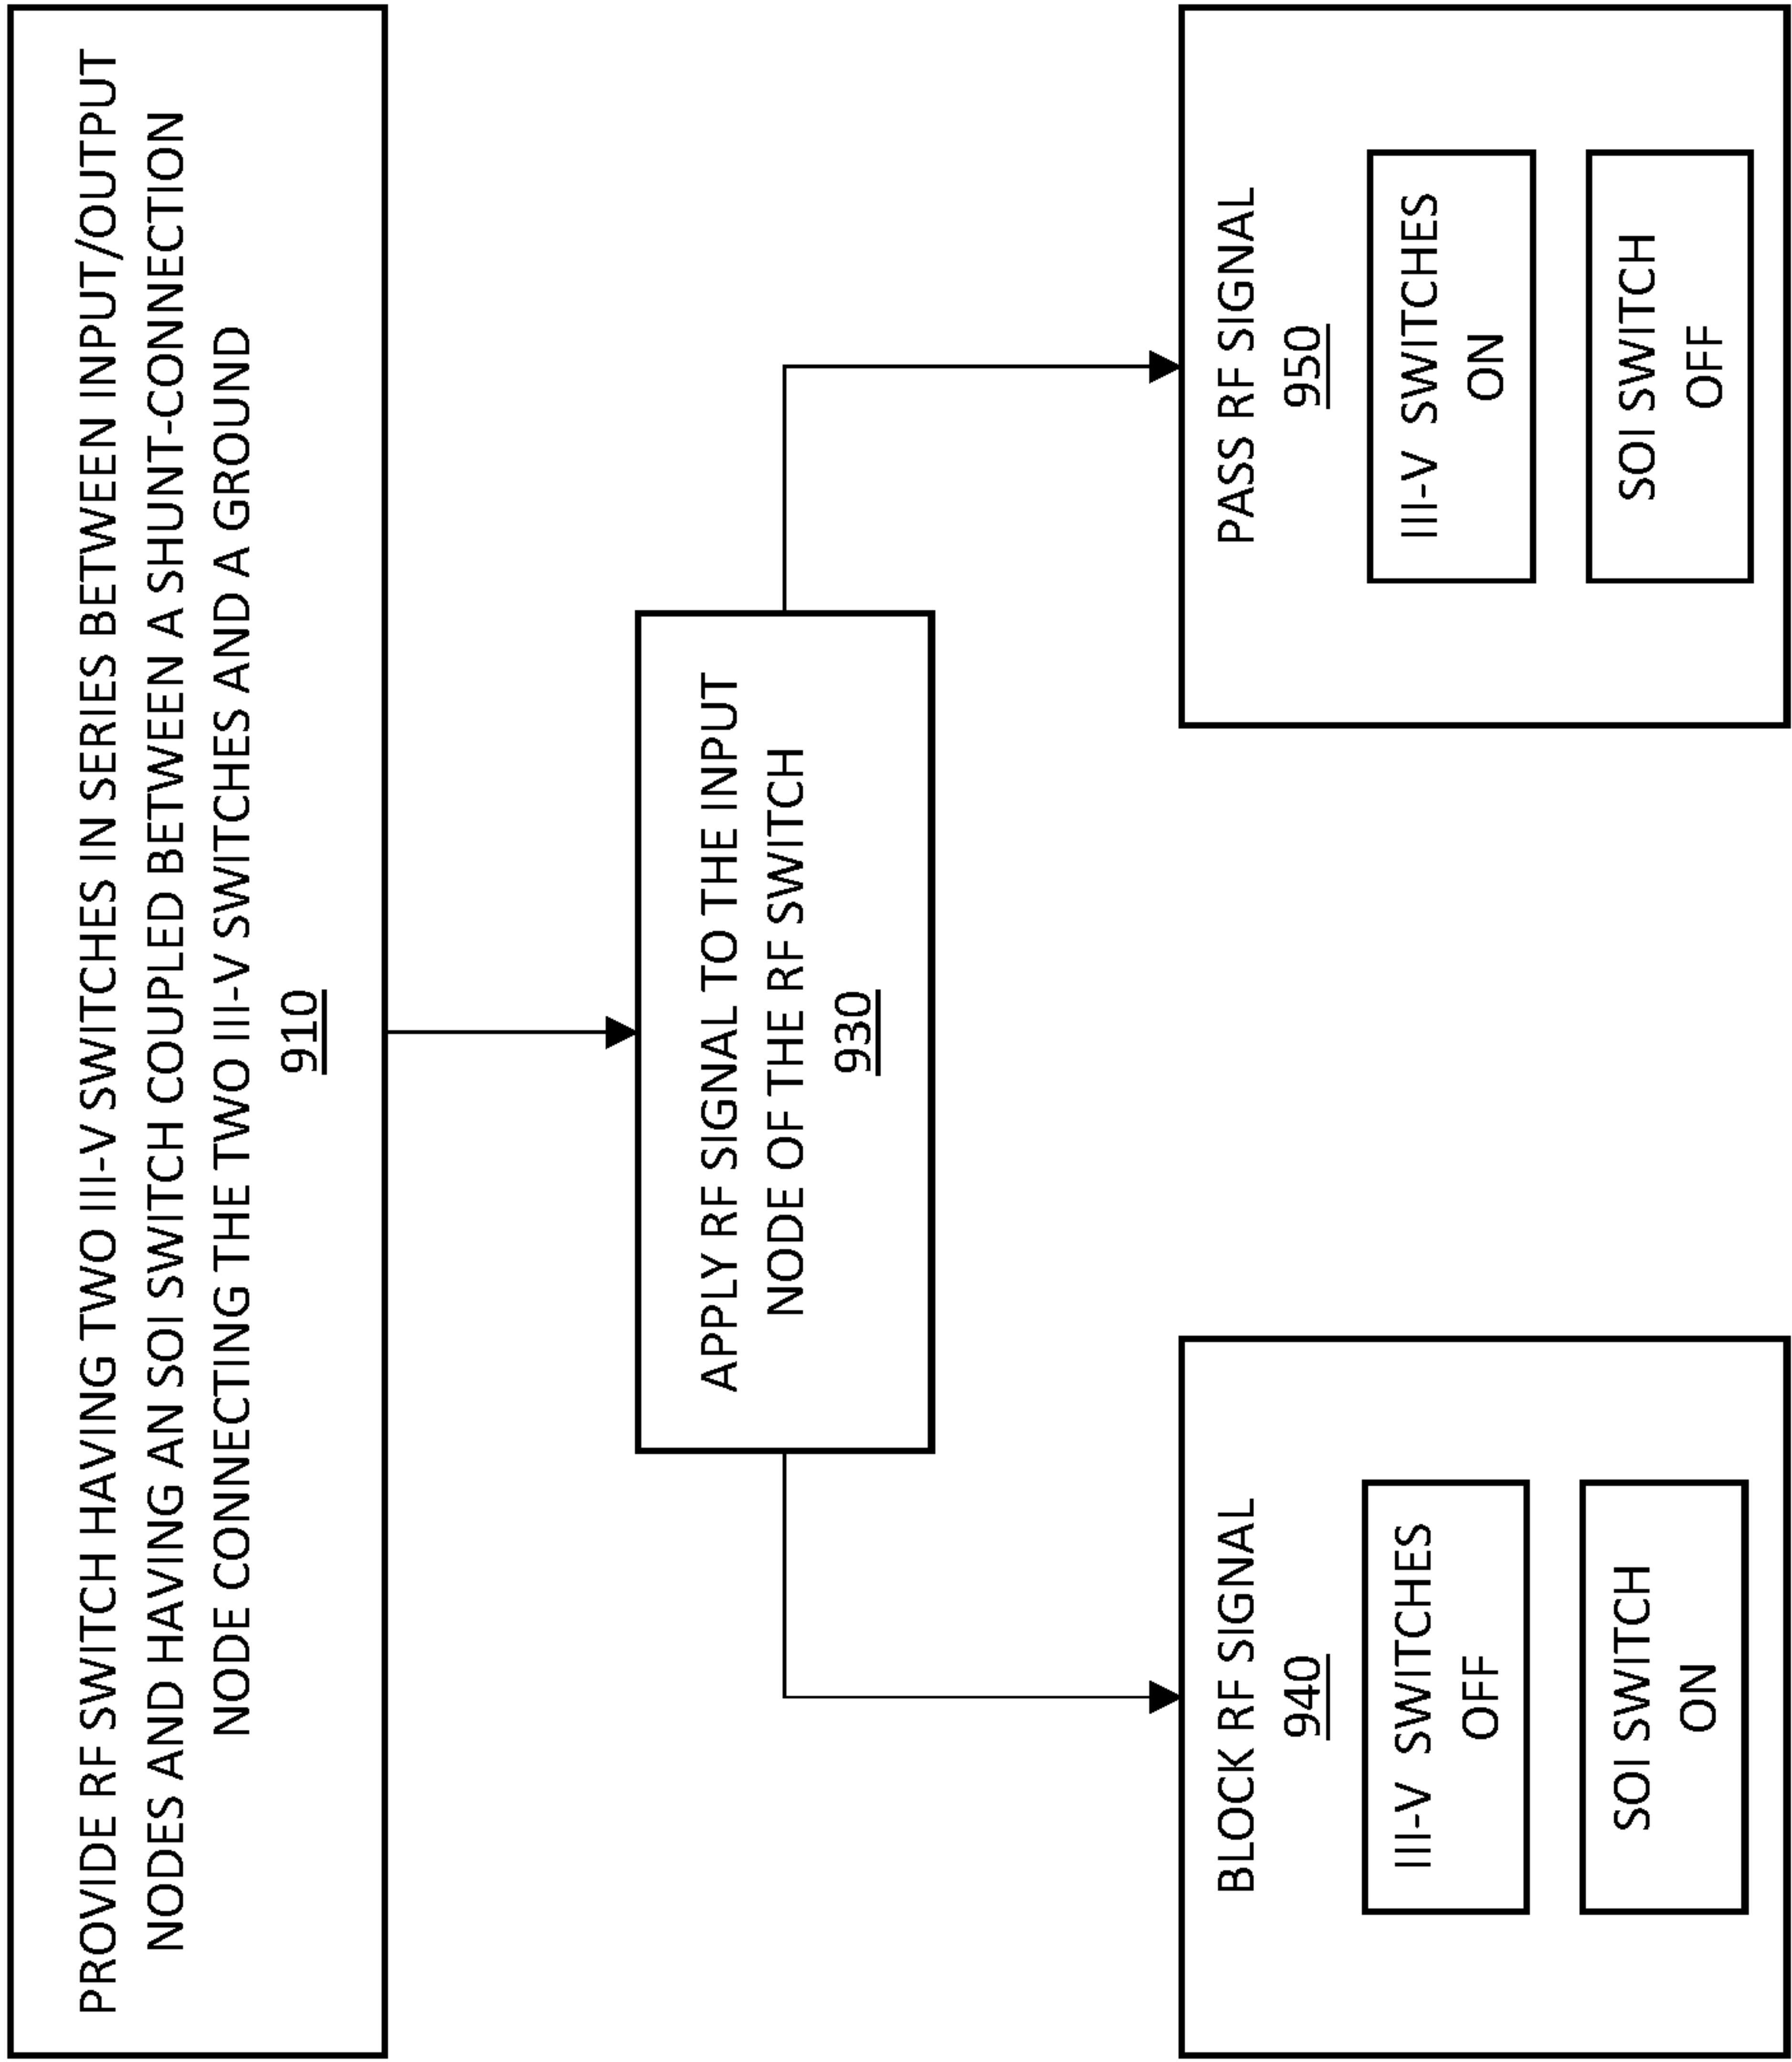 PROVIDE RF SWITCH HAVING TWO III-V SWITCHES IN SERIES BETWEEN INPUT/OUTPUT
NODES AND HAVING AN SOI SWITCH COUPLED BETWEEN A SHUNT-CONNECTION
NODE CONNECTING THE TWO III-V SWITCHES AND A GROUND
910
APPLY RF SIGNAL TO THE INPUT
NODE OF THE RF SWITCH
930
BLOCK RF SIGNAL
940
III-V SWITCHES
OFF
SOI SWITCH
ON
PASS RF SIGNAL
950
III-V SWITCHES
ON
SOI SWITCH
OFF